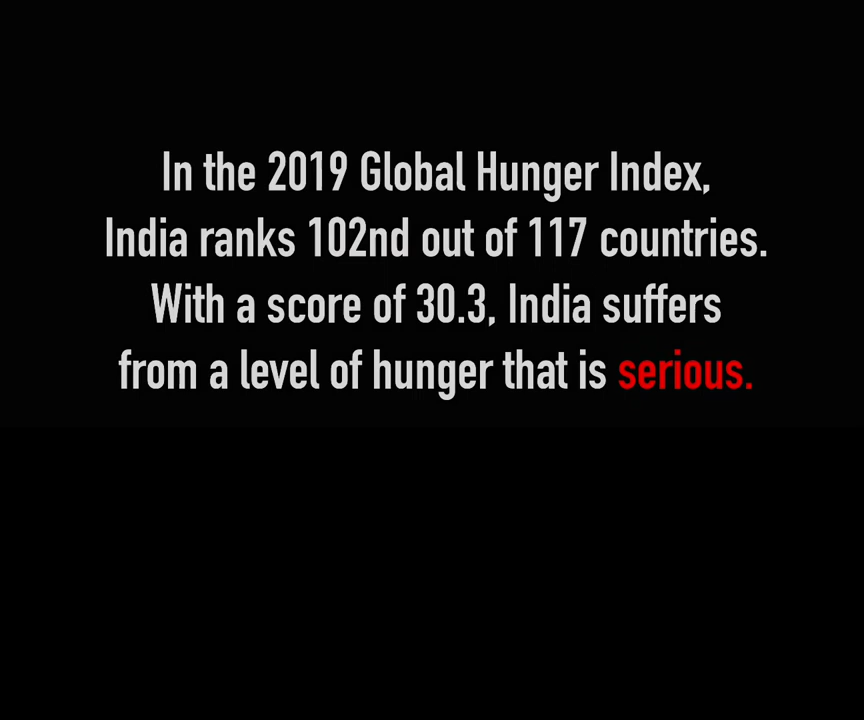 In the 2019 Global Hunger Index,
India ranks 102nd out of 117 countries.
With a score of 30.3, India suffers
from a level of hunger that is serious.